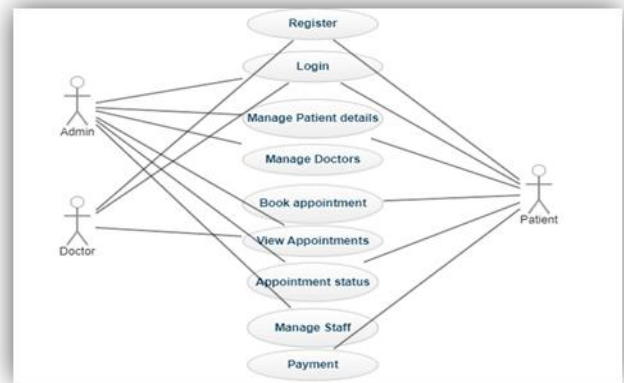 Register
Login
Admin
Manage Patient details
Manage Doctors
Book appointment
Patient
Doctor
View Appointments
Appointment status
Manage Staff
Payment